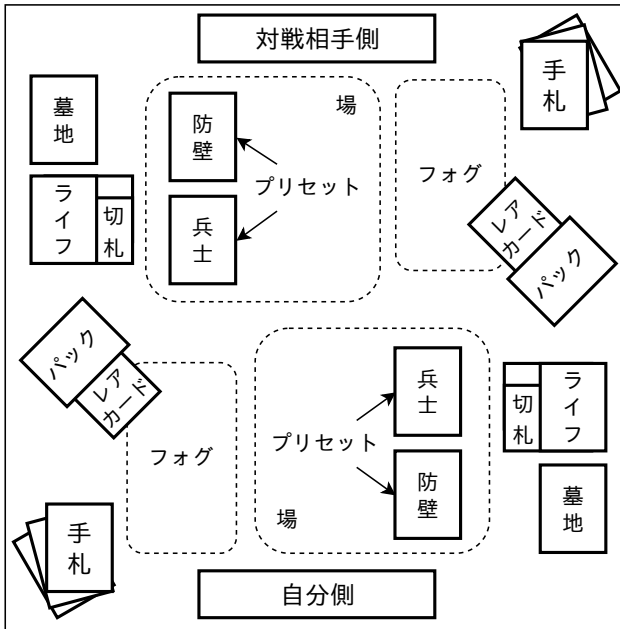 対戦相手側
手札
墓地
場
防壁
プリセット
フォグ
ライフ
切札
兵士
レア
カード
パック
パック
レア
カード
兵士
ライフ
切札
プリセット
フォグ
防壁
墓地
場
手札
自分側